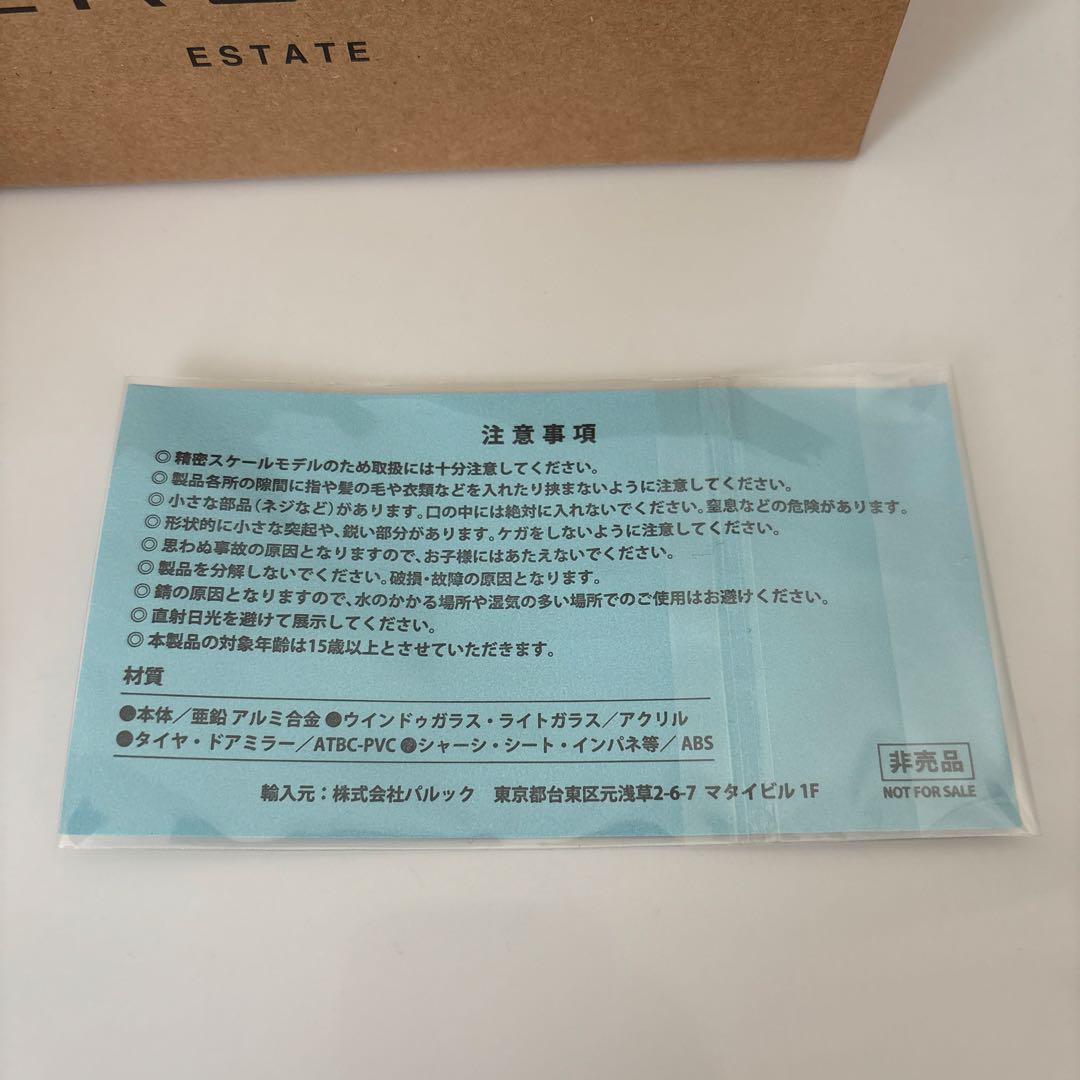 ESTATE
注意事項
◎精密スケールモデルのため取扱には十分注意してください。
◎製品各所の隙間に指や髪の毛や衣類などを入れたり挟まないように注意してください。
◎小さな部品（ネジなど）があります。口の中には絶対に入れないでください。窒息などの危険があります。
◎形状的に小さな突起や、鋭い部分があります。ケガをしないように注意してください。
◎思わぬ事故の原因となりますので、お子様にはあたえないでください。
◎製品を分解しないでください。破損・故障の原因となります。
◎錆の原因となりますので、水のかかる場所や湿気の多い場所でのご使用はお避けください。
◎直射日光を避けて展示してください。
◎本製品の対象年齢は15歳以上とさせていただきます。
材質
●本体／亜鉛 アルミ合金 ●ウインドゥガラス・ライトガラス／アクリル
●タイヤ・ドアミラー／ATBC-PVC ●シャーシ・シート・インパネ等／ABS
輸入元：株式会社パルック 東京都台東区元浅草2-6-7 マタイビル 1F
非売品
NOT FOR SALE